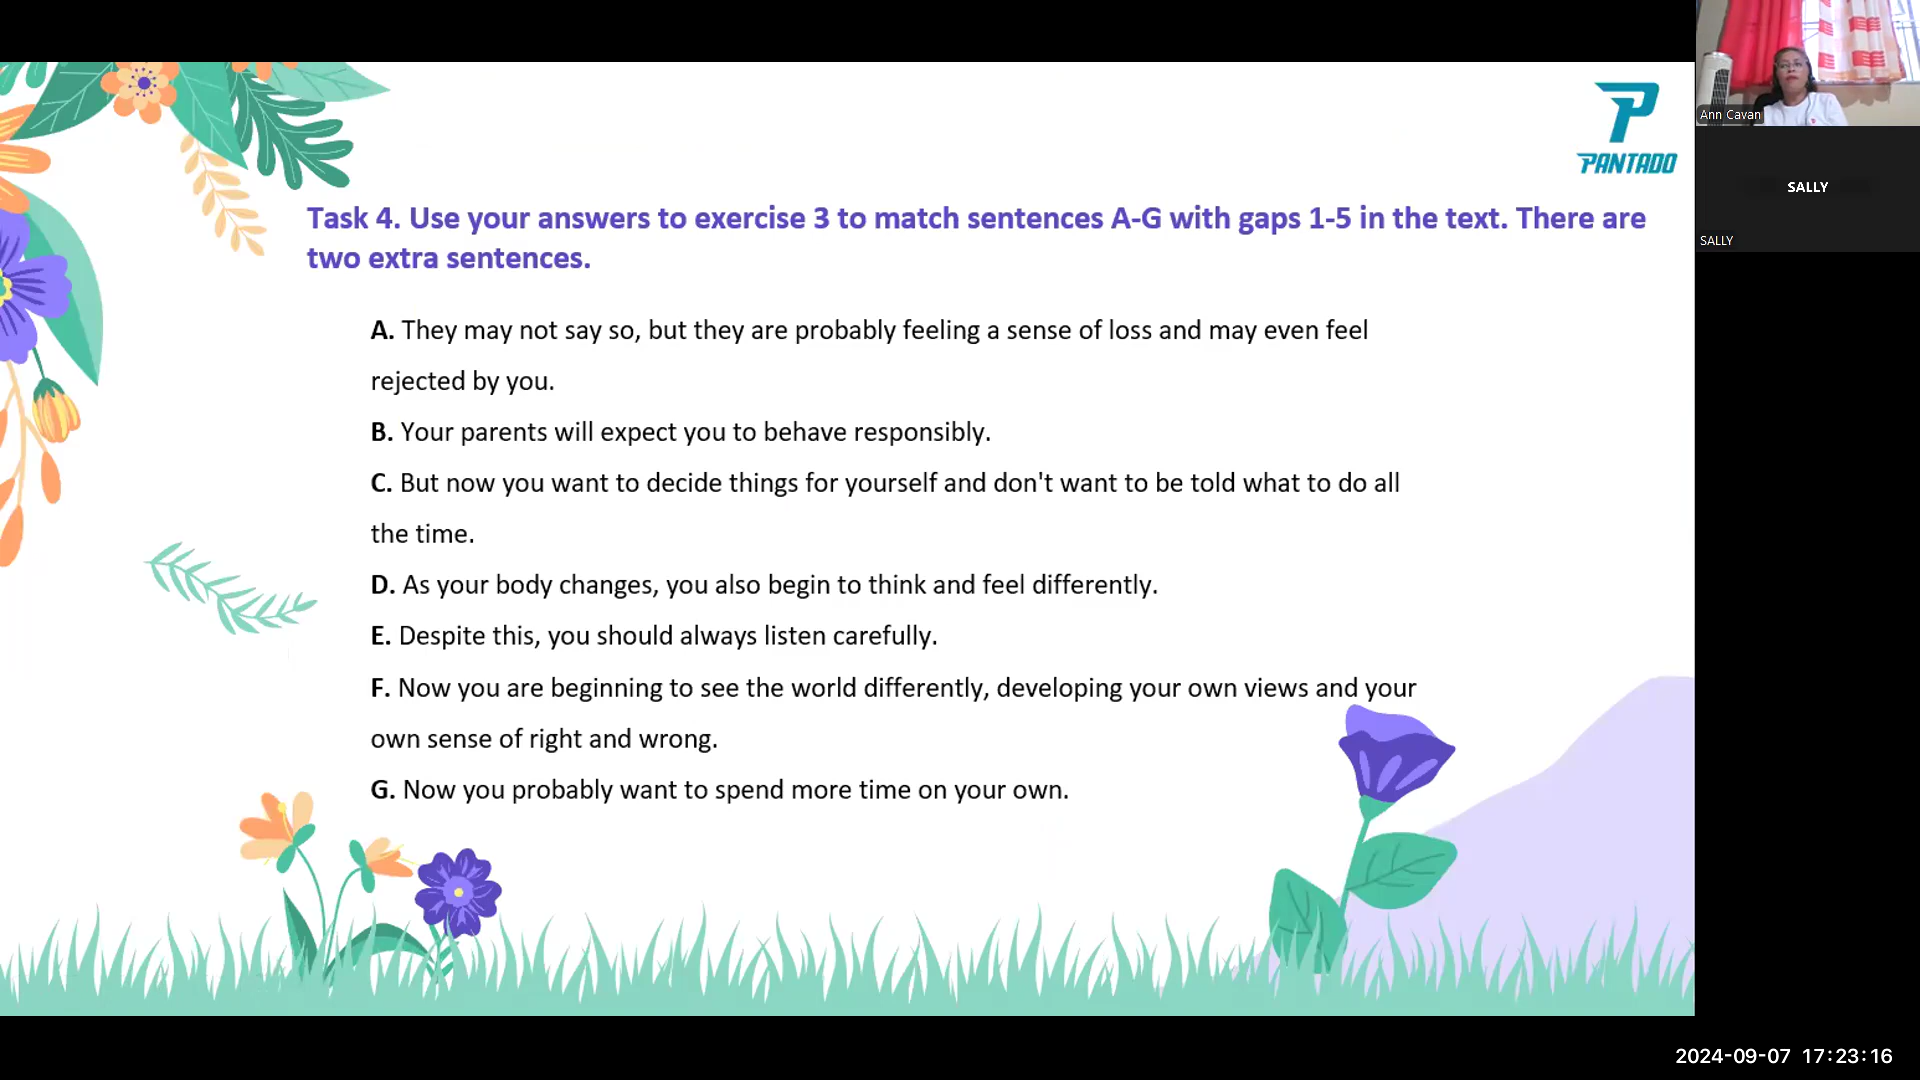 PANTADO
Task 4. Use your answers to exercise 3 to match sentences A-G with gaps 1-5 in the text. There are
two extra sentences.
A. They may not say so, but they are probably feeling a sense of loss and may even feel
rejected by you.
B. Your parents will expect you to behave responsibly.
C. But now you want to decide things for yourself and don't want to be told what to do all
the time.
D. As your body changes, you also begin to think and feel differently.
E. Despite this, you should always listen carefully.
F. Now you are beginning to see the world differently, developing your own views and your
own sense of right and wrong.
G. Now you probably want to spend more time on your own.
Ann Cavan
SALLY
SALLY
2024-09-07 17:23:16